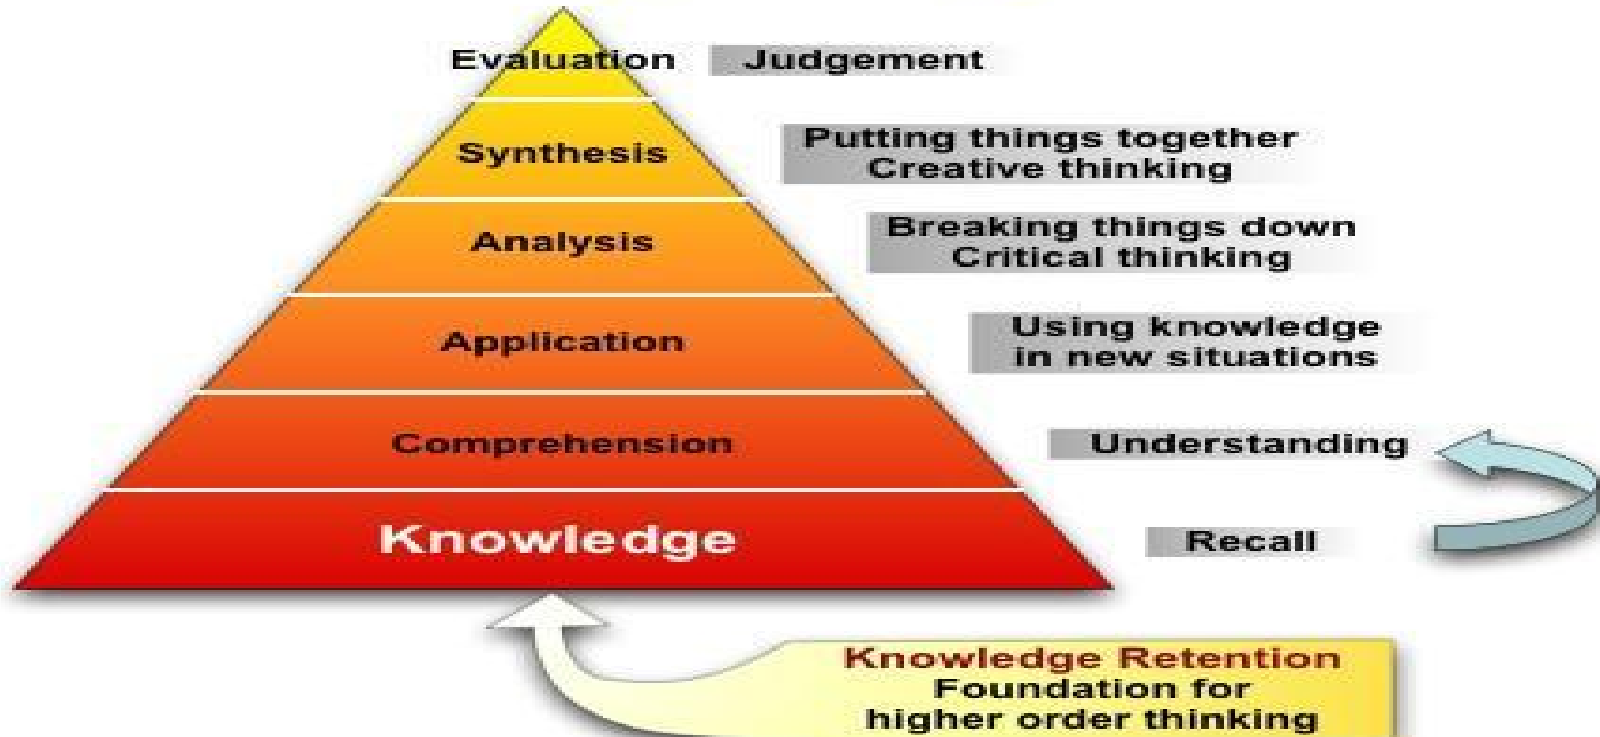 Evaluation
Judgement
Synthesis
Putting things together
Creative thinking
Analysis
Breaking things down
Critical thinking
Application
Using knowledge
in new situations
Comprehension
Understanding
Knowledge
Recall
Knowledge Retention
Foundation for
higher order thinking